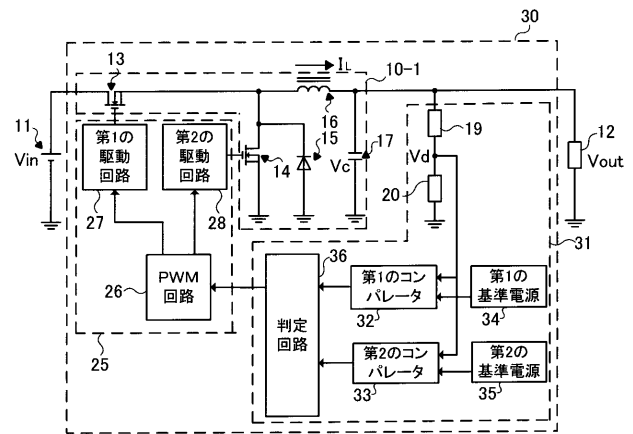 30
13
I_L
10-1
11
Vin
第1の
駆動
回路
第2の
駆動
回路
16
15
14
17
Vc
19
Vd
20
12
Vout
27
28
31
26
PWM
回路
25
36
判定
回路
第1のコン
パレータ
32
第1の
基準電源
34
第2のコン
パレータ
33
第2の
基準電源
35